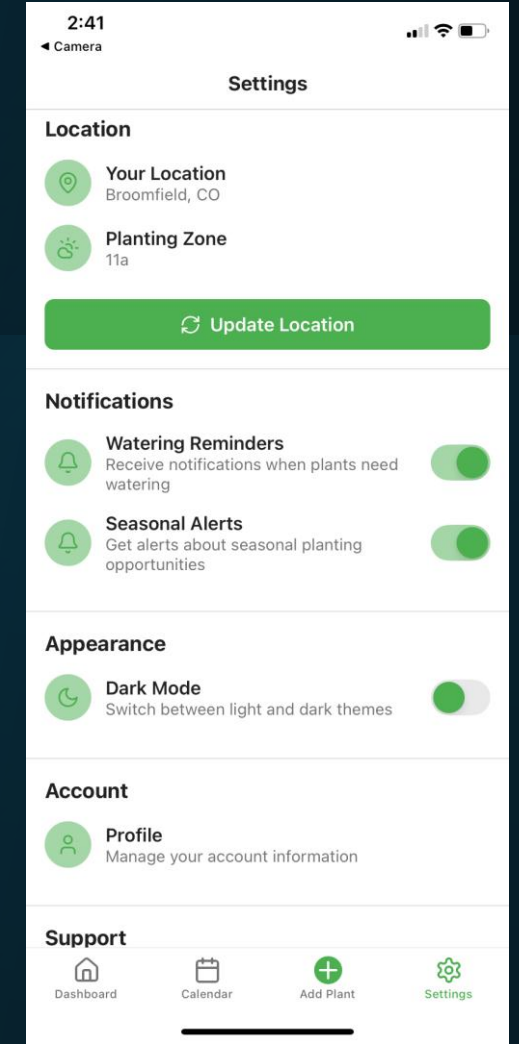 2:41
◀ Camera
Settings
Location
Your Location
Broomfield, CO
Planting Zone
11a
Update Location
Notifications
Watering Reminders
Receive notifications when plants need
watering
Seasonal Alerts
Get alerts about seasonal planting
opportunities
Appearance
Dark Mode
Switch between light and dark themes
Account
Profile
Manage your account information
Support
Dashboard
Calendar
Add Plant
Settings